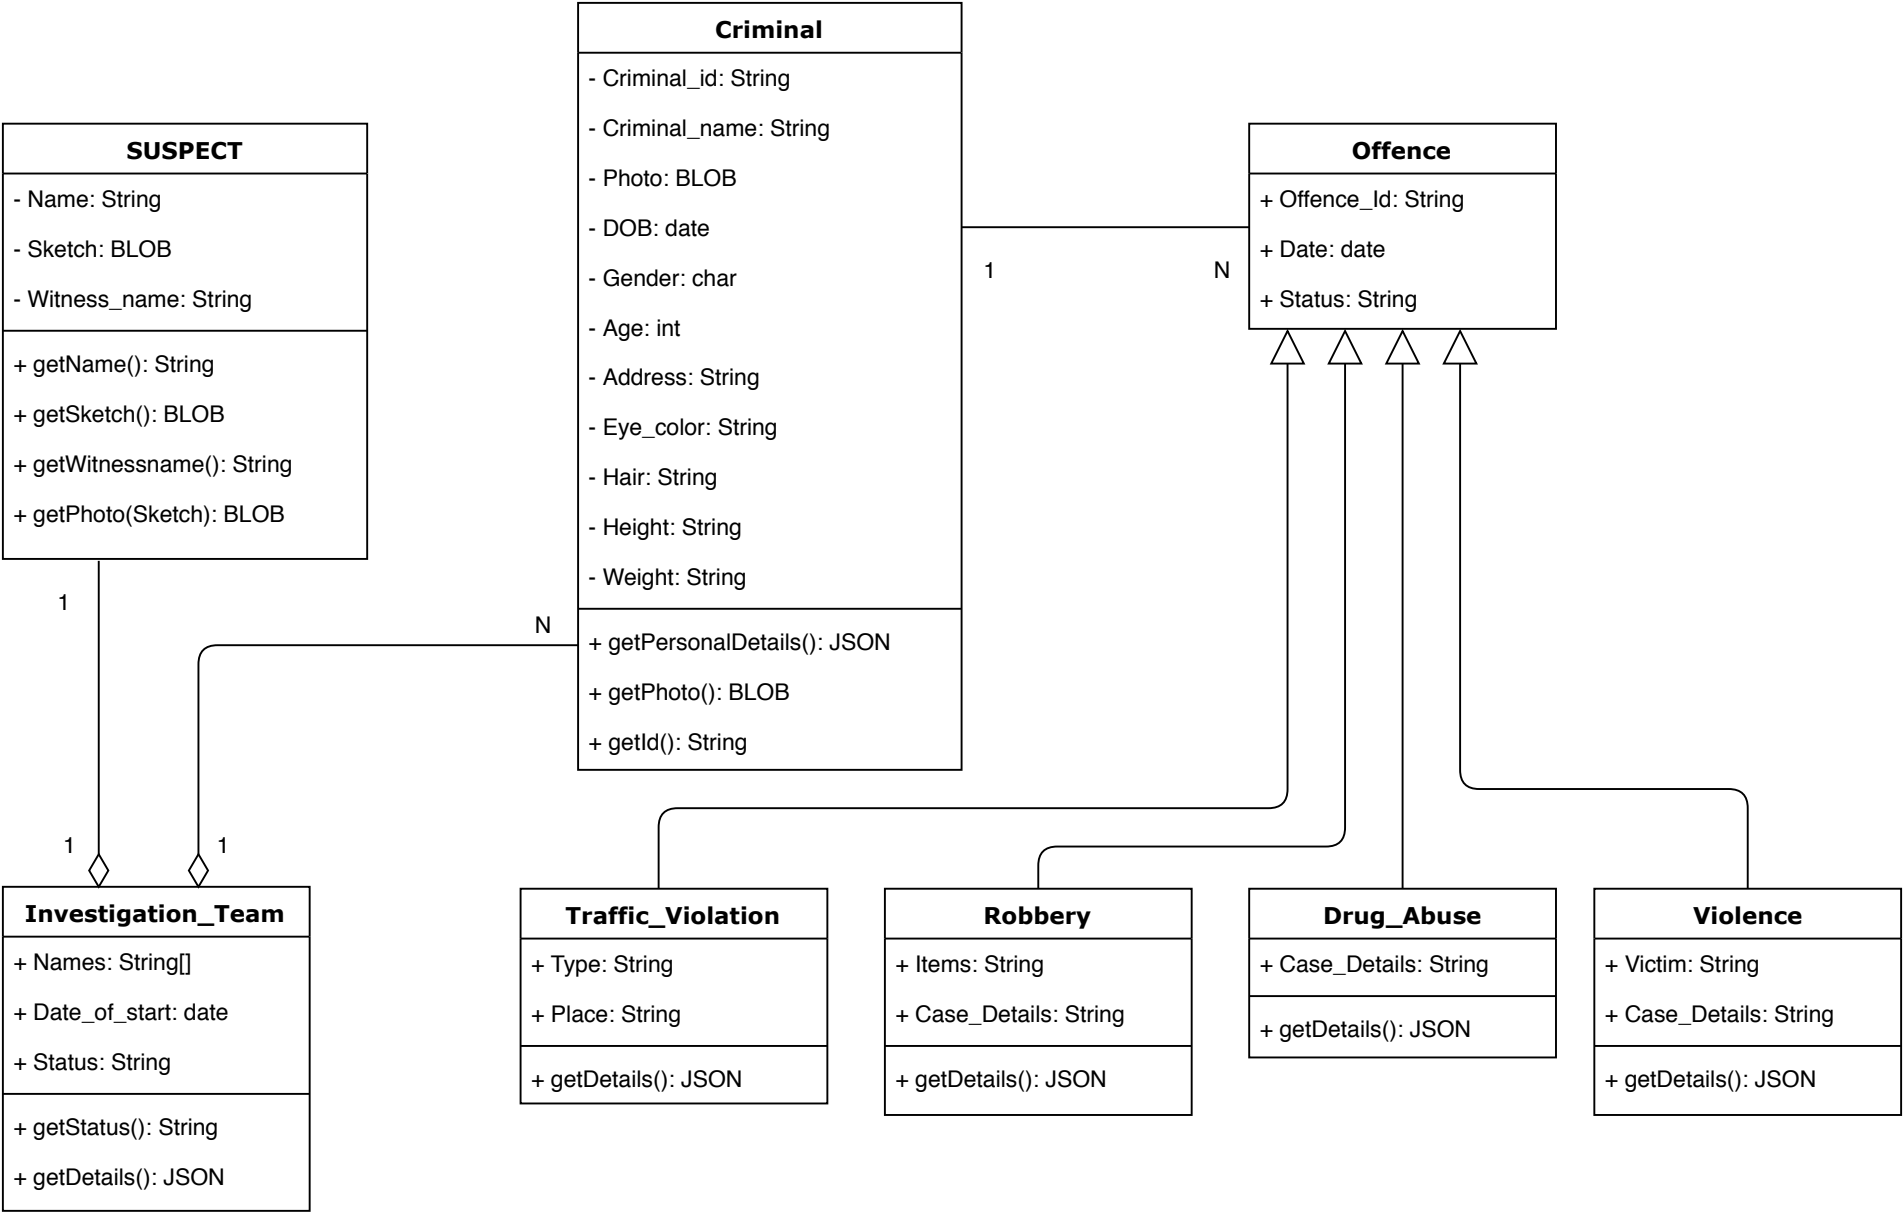 Criminal
- Criminal_id: String
- Criminal_name: String
- Photo: BLOB
- DOB: date
- Gender: char
- Age: int
- Address: String
- Eye_color: String
- Hair: String
- Height: String
- Weight: String
+ getPersonalDetails(): JSON
+ getPhoto(): BLOB
+ getId(): String
SUSPECT
- Name: String
- Sketch: BLOB
- Witness_name: String
+ getName(): String
+ getSketch(): BLOB
+ getWitnessname(): String
+ getPhoto(Sketch): BLOB
Offence
+ Offence_Id: String
+ Date: date
+ Status: String
1
N
1
N
1
1
Investigation_Team
+ Names: String[]
+ Date_of_start: date
+ Status: String
+ getStatus(): String
+ getDetails(): JSON
Traffic_Violation
+ Type: String
+ Place: String
+ getDetails(): JSON
Robbery
+ Items: String
+ Case_Details: String
+ getDetails(): JSON
Drug_Abuse
+ Case_Details: String
+ getDetails(): JSON
Violence
+ Victim: String
+ Case_Details: String
+ getDetails(): JSON